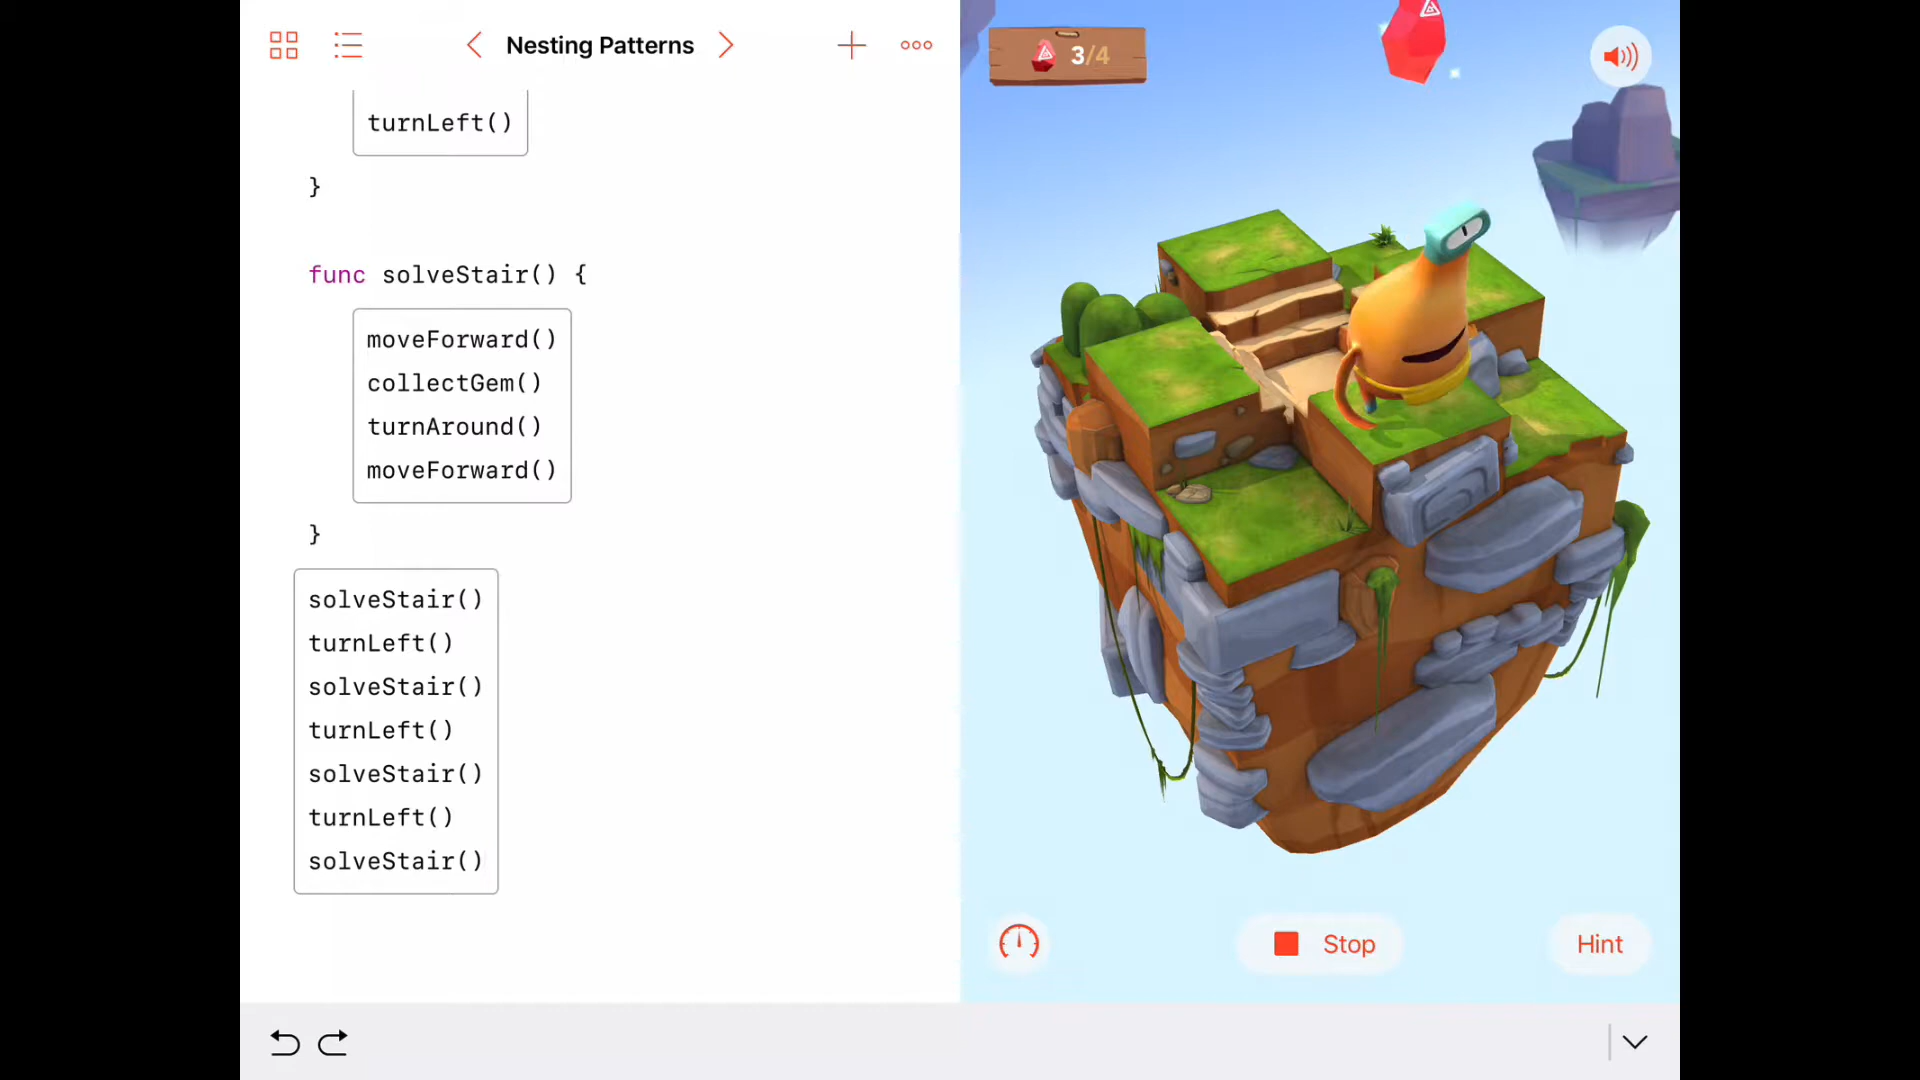 Nesting Patterns
turnLeft()
}
func solveStair() {
moveForward()
collectGem()
turnAround()
moveForward()
}
solveStair()
turnLeft()
solveStair()
turnLeft()
solveStair()
turnLeft()
solveStair()
3/4
Stop
Hint